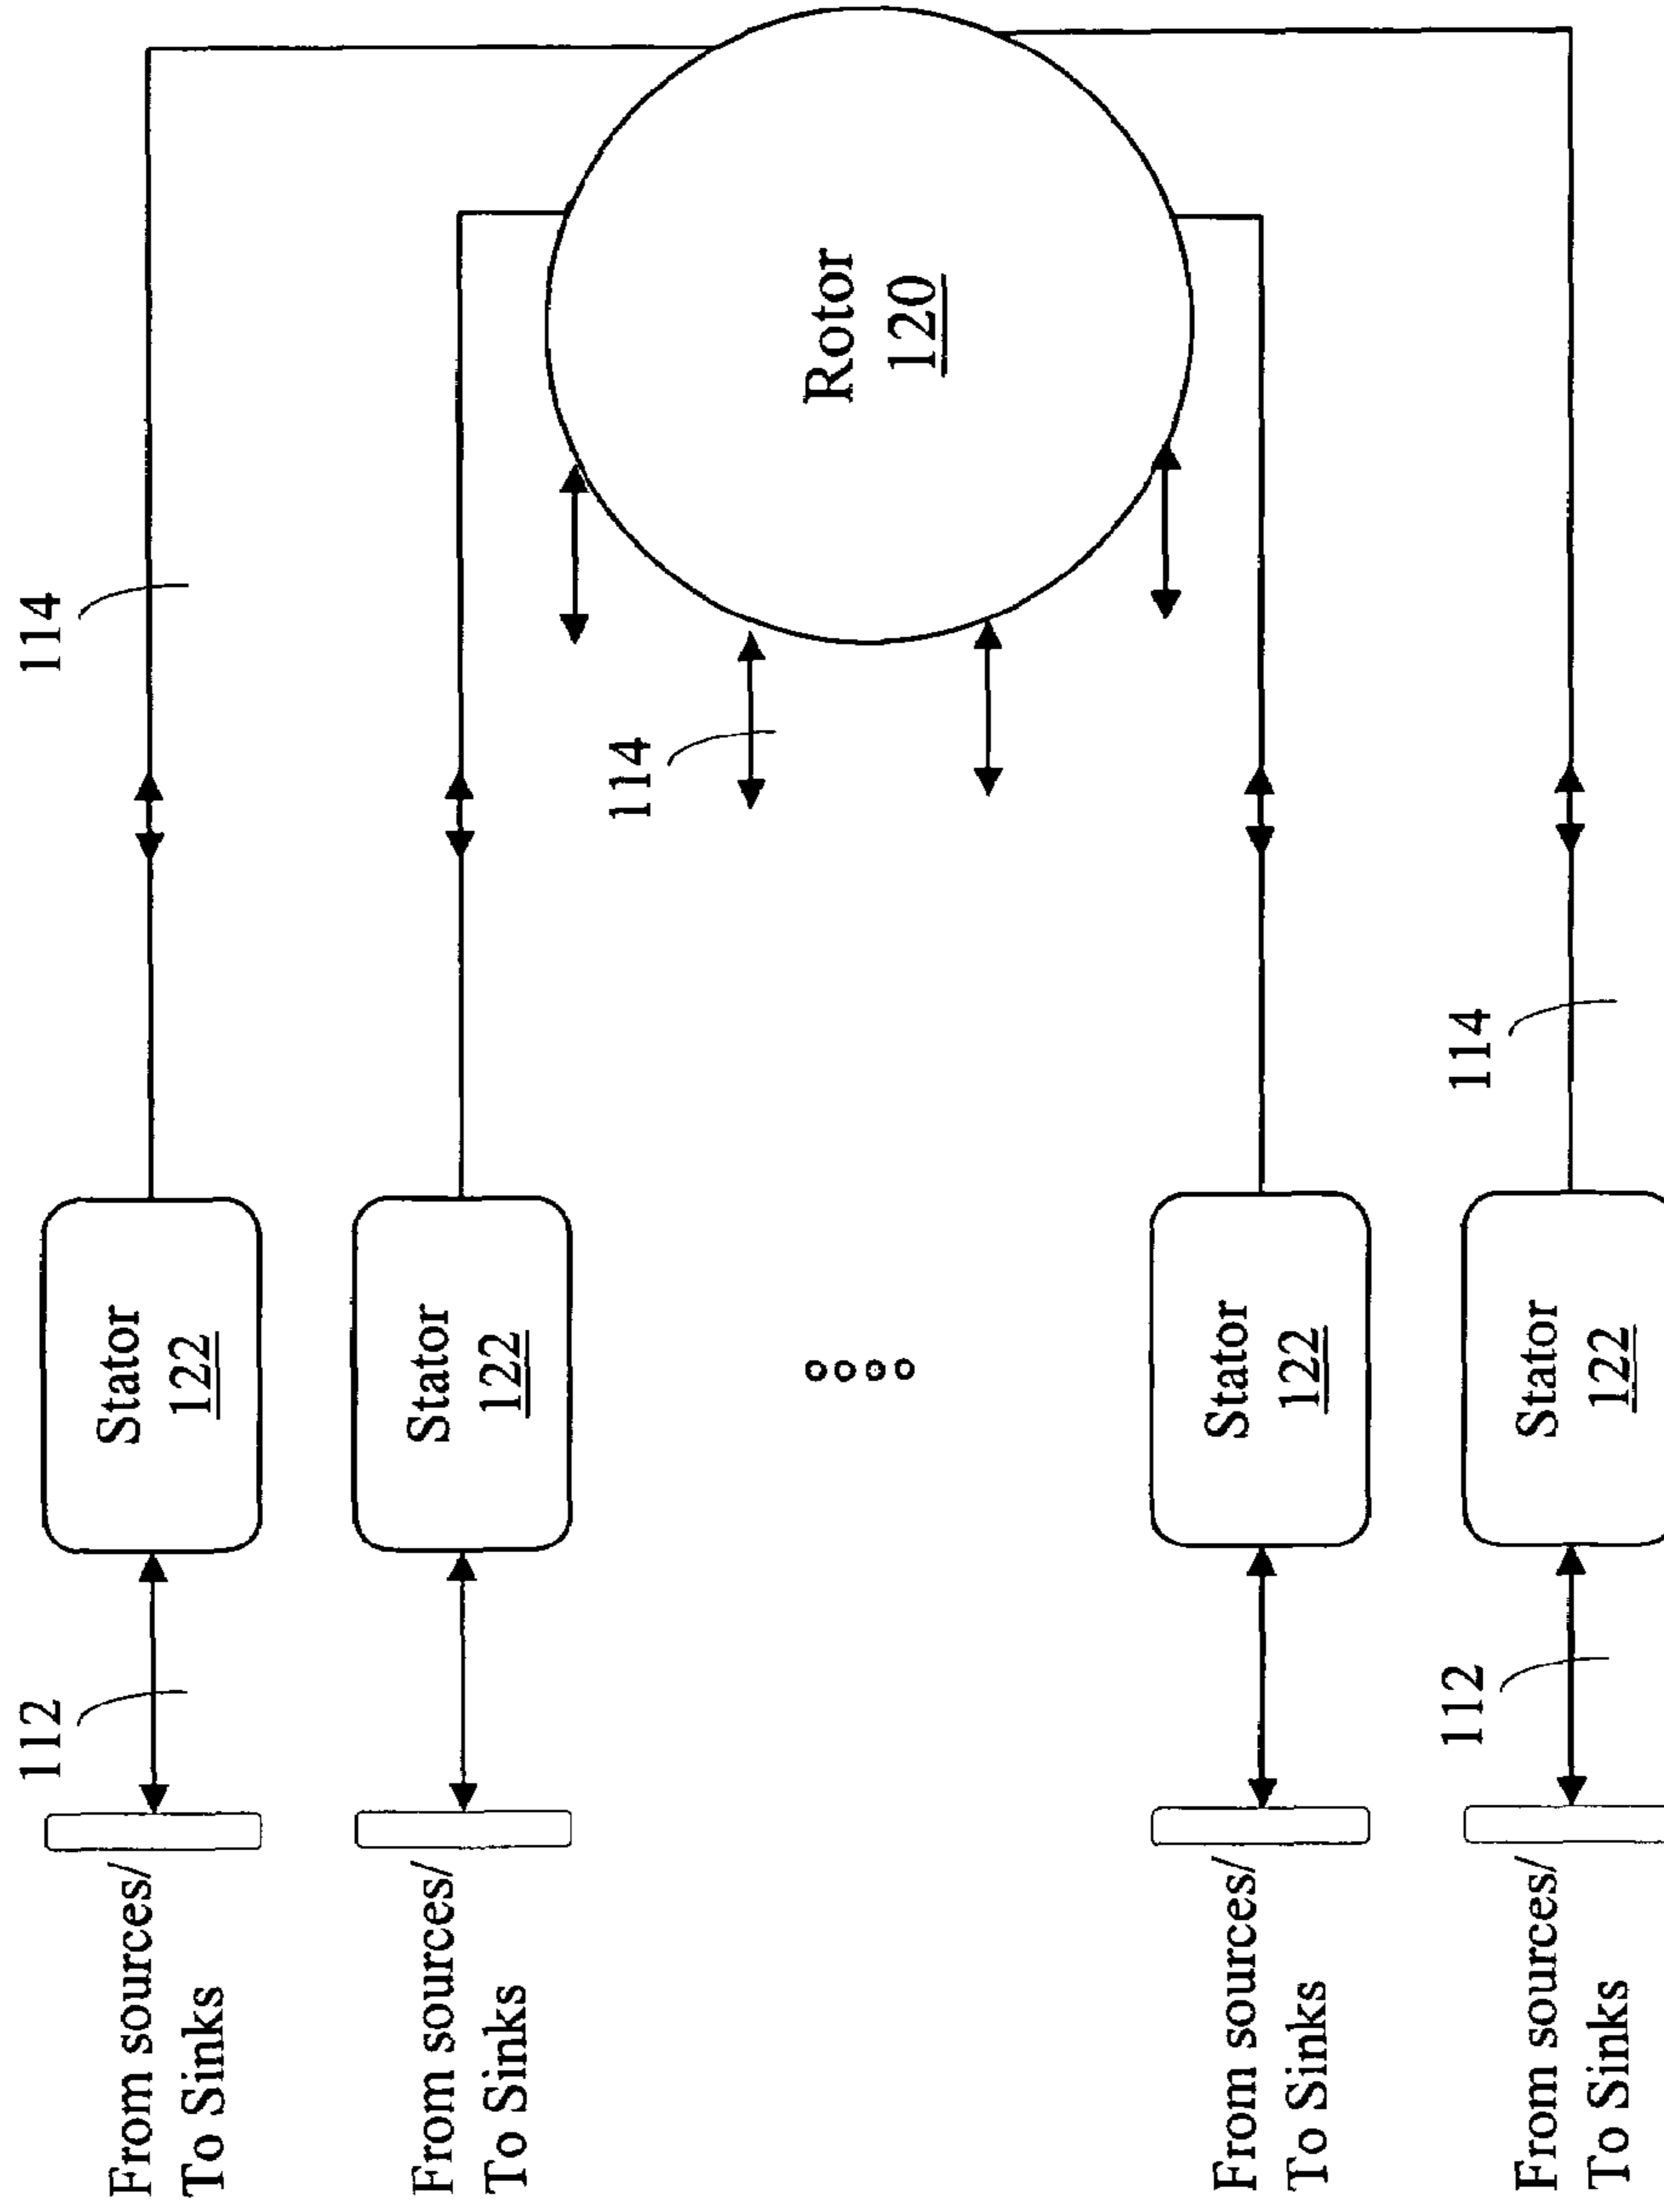 112
114
From sources/
To Sinks
Stator
122
From sources/
To Sinks
Stator
122
114
Rotor
120
From sources/
To Sinks
Stator
122
112
114
From sources/
To Sinks
Stator
122